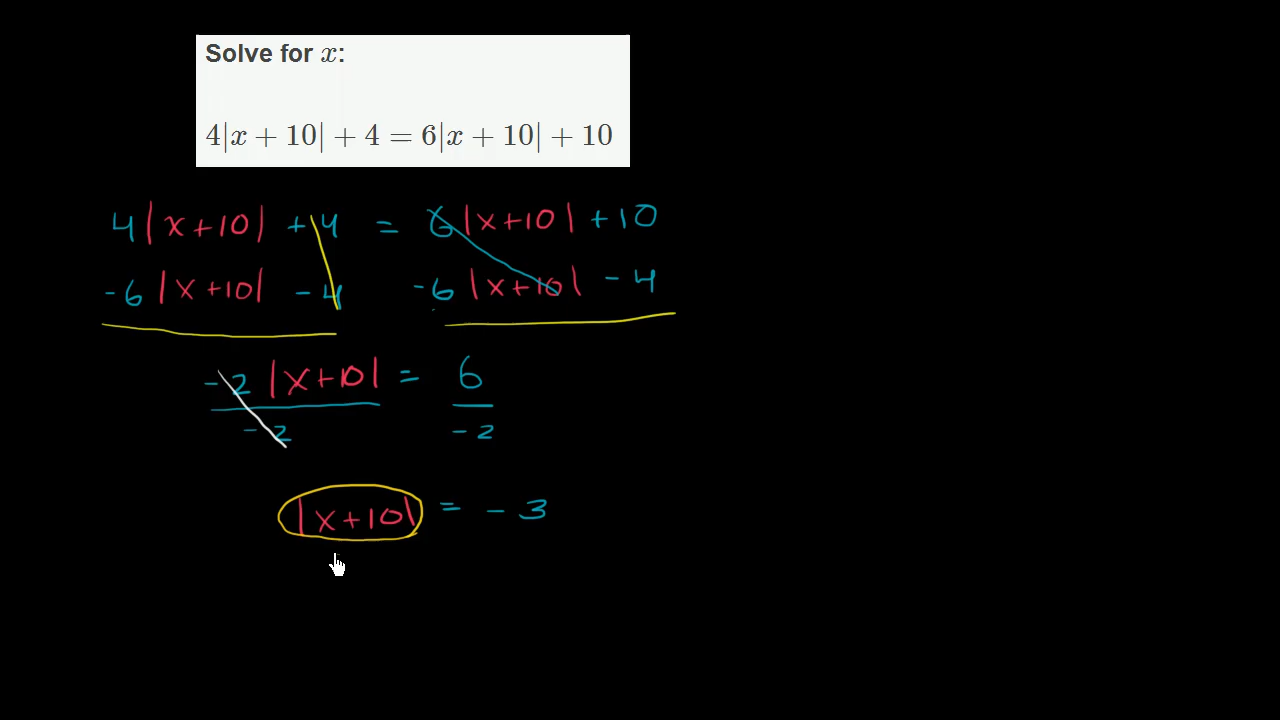 Solve for x:
4|x + 10| + 4 = 6|x + 10| + 10
4|x+10| +4 = 6|x+10| +10
-6|x+10| -4 -6|x+10| -4
-2|x+10| = 6
-2 -2
|x+10| = -3